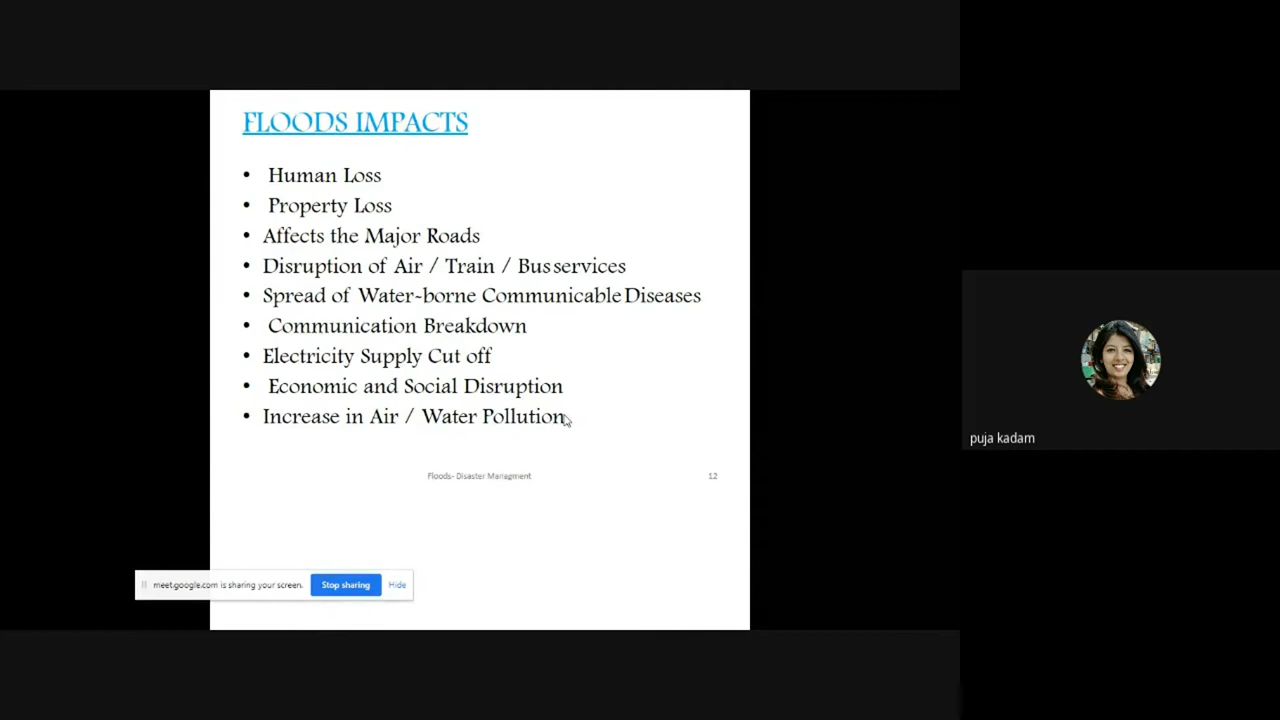 FLOODS IMPACTS
• Human Loss
• Property Loss
• Affects the Major Roads
• Disruption of Air / Train / Bus services
• Spread of Water-borne Communicable Diseases
• Communication Breakdown
• Electricity Supply Cut off
• Economic and Social Disruption
• Increase in Air / Water Pollution
Floods- Disaster Managment 12
meet.google.com is sharing your screen. Stop sharing Hide
puja kadam